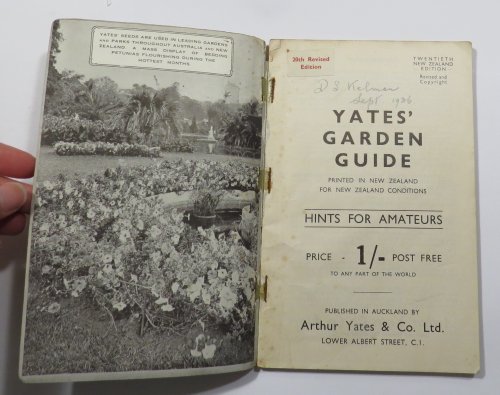 YATES' SEEDS ARE USED IN LEADING GARDENS
AND PARKS THROUGHOUT AUSTRALIA AND NEW
ZEALAND. A MASS DISPLAY OF BEDDING
PETUNIAS FLOURISHING DURING THE
HOTTEST MONTHS.
20th Revised
Edition
TWENTIETH
NEW ZEALAND
EDITION
Revised and
Copyright
Sept 1936
YATES'
GARDEN
GUIDE
PRINTED IN NEW ZEALAND
FOR NEW ZEALAND CONDITIONS
HINTS FOR AMATEURS
PRICE - 1/- POST FREE
TO ANY PART OF THE WORLD
PUBLISHED IN AUCKLAND BY
Arthur Yates & Co. Ltd.
LOWER ALBERT STREET, C.1.